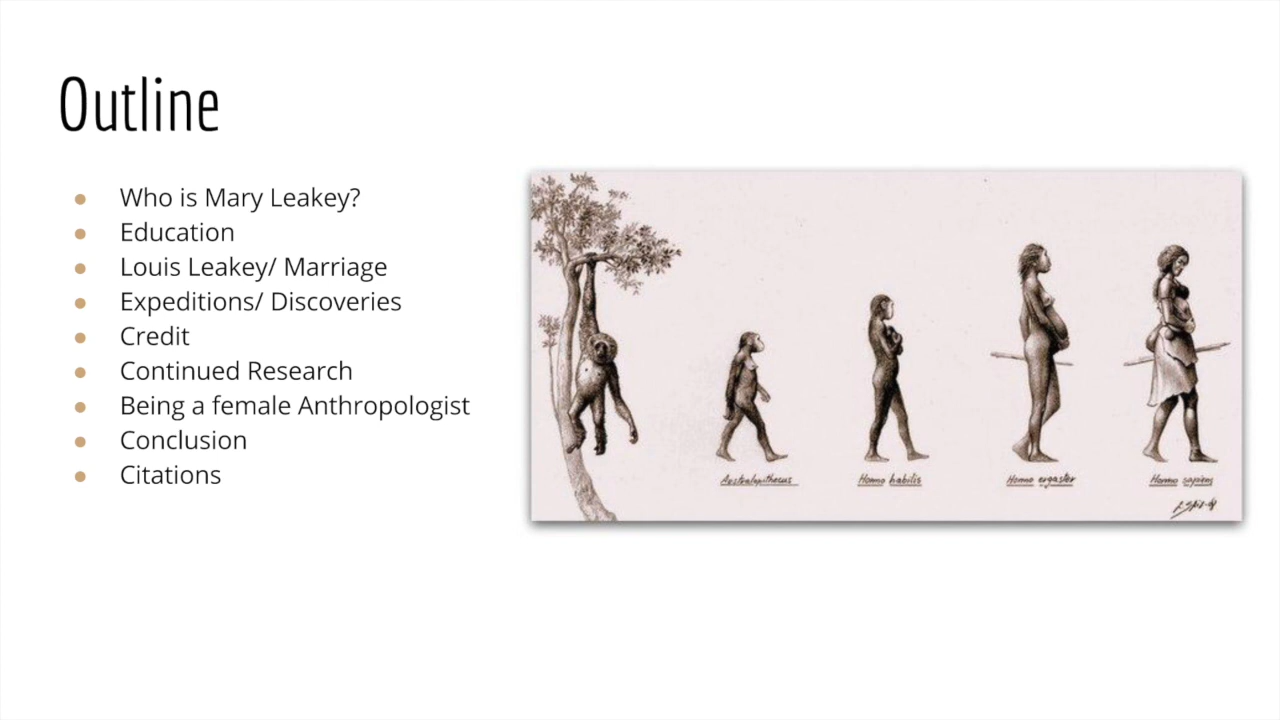 Outline
Who is Mary Leakey?
Education
Louis Leakey/ Marriage
Expeditions/ Discoveries
Credit
Continued Research
Being a female Anthropologist
Conclusion
Citations
Australopithecus
Homo habilis
Homo ergaster
Homo sapiens